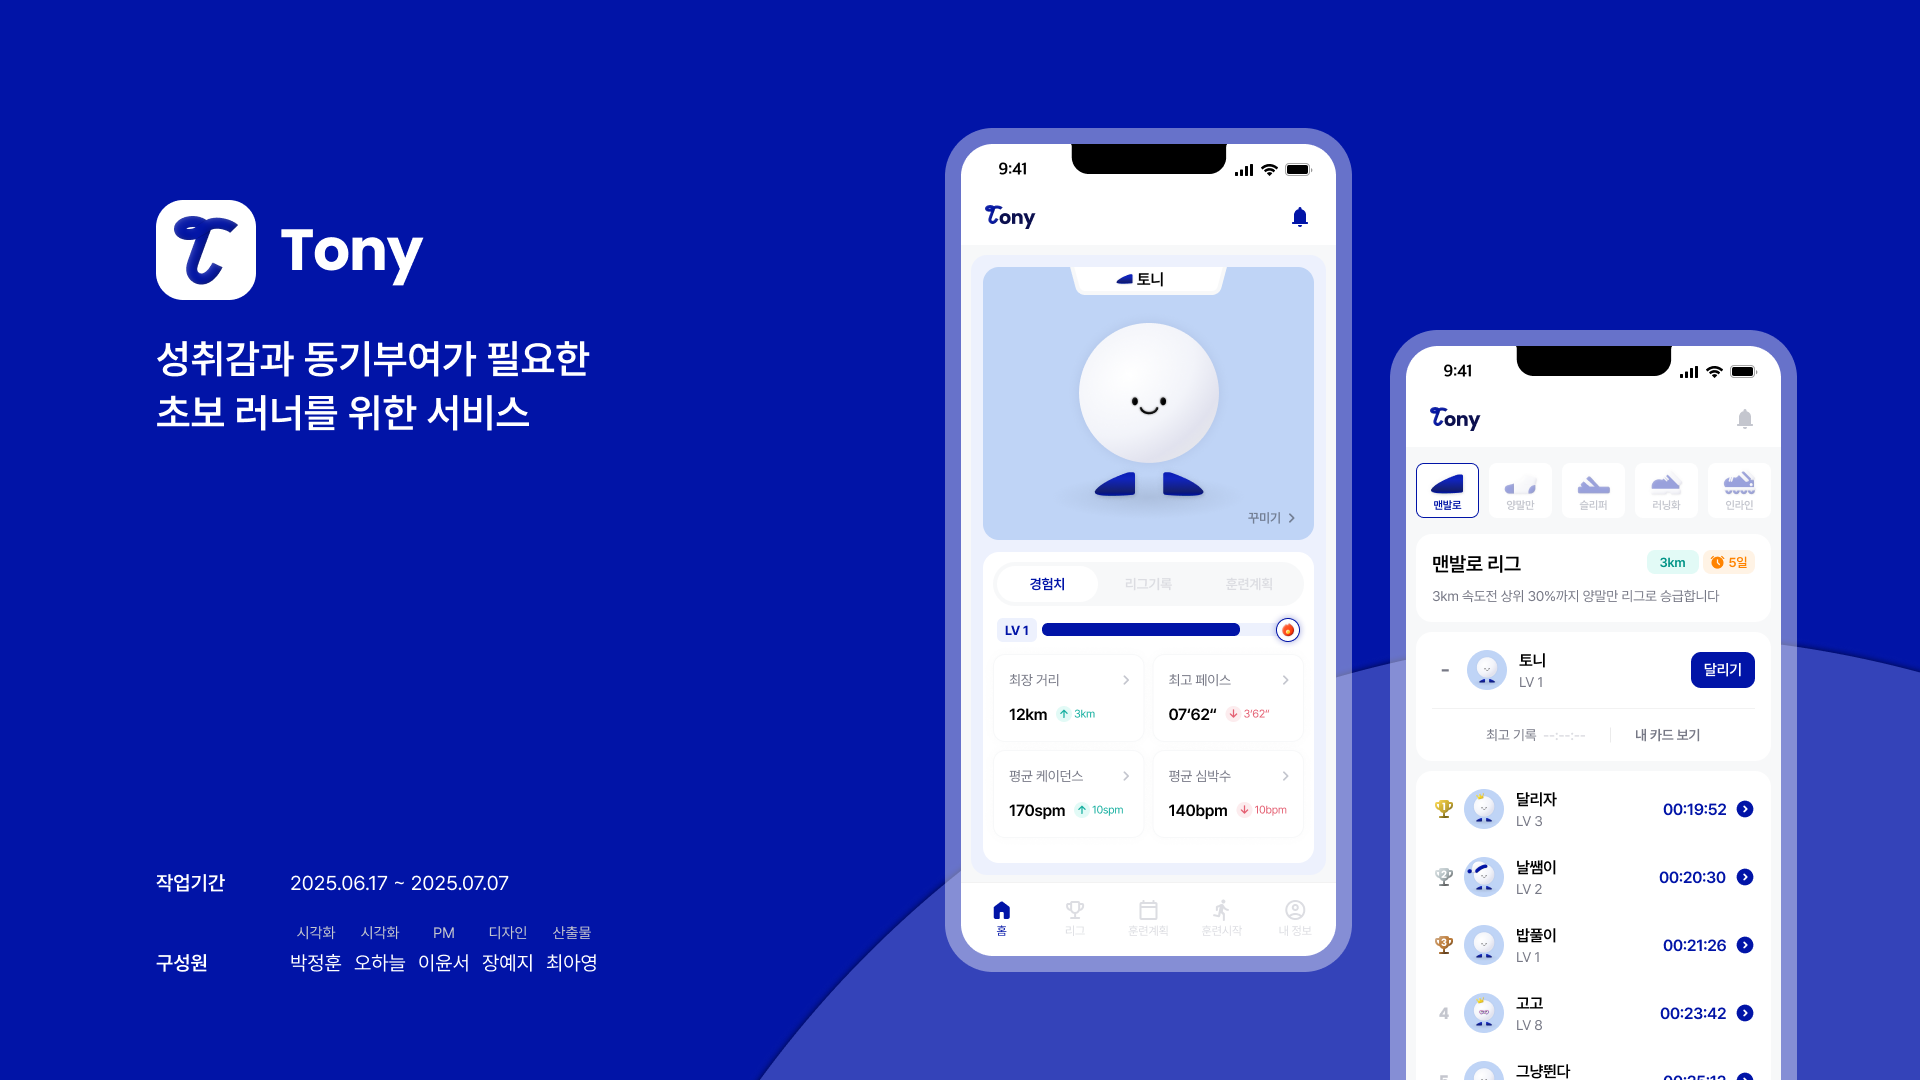 Tony
성취감과 동기부여가 필요한
초보 러너를 위한 서비스
작업기간 2025.06.17 ~ 2025.07.07
시각화 시각화 PM 디자인 산출물
구성원 박정훈 오하늘 이윤서 장예지 최아영
9:41
Tony
토니
꾸미기
경험치 리그기록 훈련계획
LV 1
최장 거리 최고 페이스
12km 3km 07‘62“ 3‘62“
평균 케이던스 평균 심박수
170spm 10spm 140bpm 10bpm
홈 리그 훈련계획 훈련시작 내 정보
9:41
Tony
맨발로 양말만 슬리퍼 러닝화 인라인
맨발로 리그 3km 5일
3km 속도전 상위 30%까지 양말만 리그로 승급합니다
- 토니
LV 1
달리기
최고 기록 --:--:-- 내 카드 보기
1 달리자 00:19:52
LV 3
2 날쌤이 00:20:30
LV 2
3 밥풀이 00:21:26
LV 1
4 고고 00:23:42
LV 8
그냥뛴다